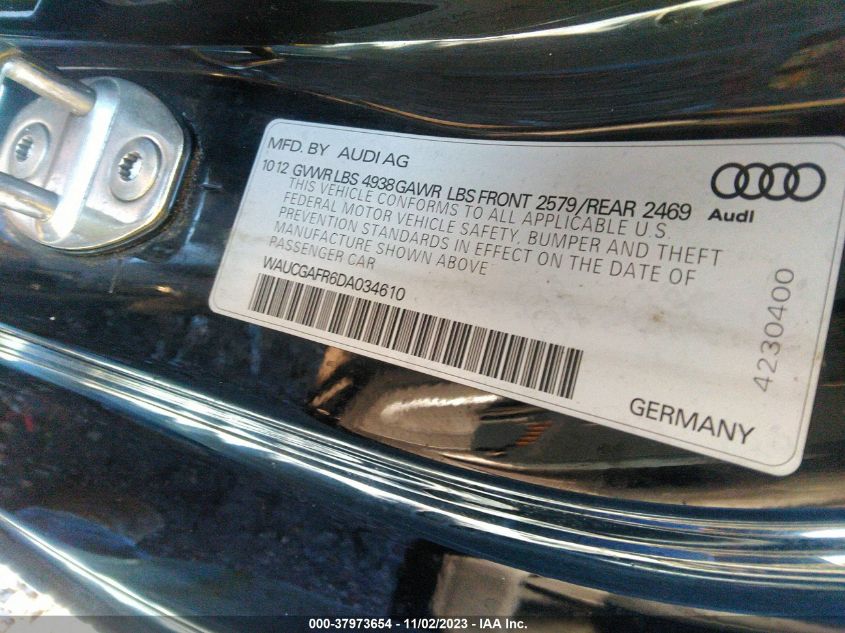 MFD. BY AUDI AG
10 12 GVWR LBS 4938 GAWR LBS FRONT 2579/REAR 2469
THIS VEHICLE CONFORMS TO ALL APPLICABLE U S
FEDERAL MOTOR VEHICLE SAFETY, BUMPER AND THEFT
PREVENTION STANDARDS IN EFFECT ON THE DATE OF
MANUFACTURE SHOWN ABOVE
PASSENGER CAR
WAUCGAFR6DA034610
Audi
4230400
GERMANY
000-37973654 - 11/02/2023 - IAA Inc.